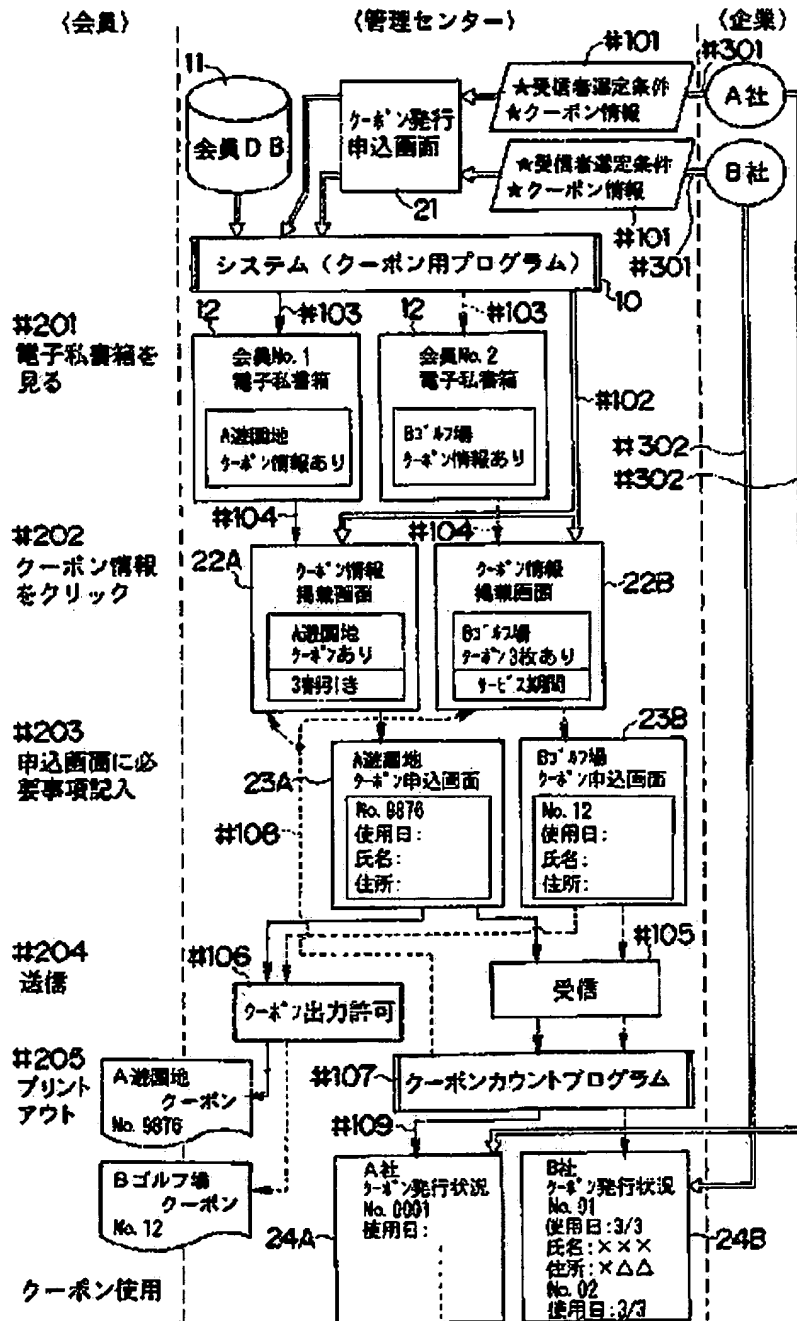 〈会員〉
〈管理センター〉
〈企業〉
11
会員DB
クーポン発行
申込画面
21
#101
★受信者選定条件
★クーポン情報
#301
A社
★受信者選定条件
★クーポン情報
#101
#301
B社
システム（クーポン用プログラム）
10
#201
電子私書箱を
見る
12
#103
会員No.1
電子私書箱
A遊園地
クーポン情報あり
12
#103
会員No.2
電子私書箱
Bゴルフ場
クーポン情報あり
#102
#302
#302
#104
#104
#202
クーポン情報
をクリック
22A
クーポン情報
掲載画面
A遊園地
クーポンあり
3割引き
22B
クーポン情報
掲載画面
Bゴルフ場
クーポン3枚あり
サービス期間
#203
申込画面に必
要事項記入
#108
23A
A遊園地
クーポン申込画面
No.9876
使用日:
氏名:
住所:
23B
Bゴルフ場
クーポン申込画面
No.12
使用日:
氏名:
住所:
#204
送信
#106
クーポン出力許可
#105
受信
#205
プリント
アウト
#107
クーポンカウントプログラム
A遊園地
クーポン
No.9876
Bゴルフ場
クーポン
No.12
クーポン使用
#109
24A
A社
クーポン発行状況
No.0001
使用日:
24B
B社
クーポン発行状況
No.01
使用日:3/3
氏名:×××
住所:×△△
No.02
使用日:3/3